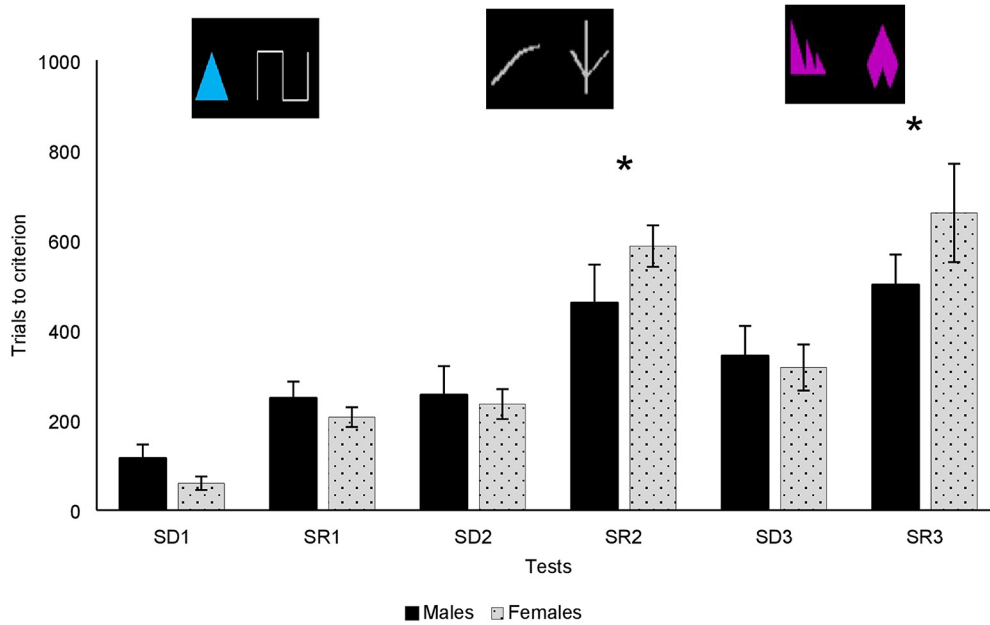 1000
800
600
400
200
0
Trials to criterion
*
*
SD1 SR1 SD2 SR2 SD3 SR3
Tests
Males Females